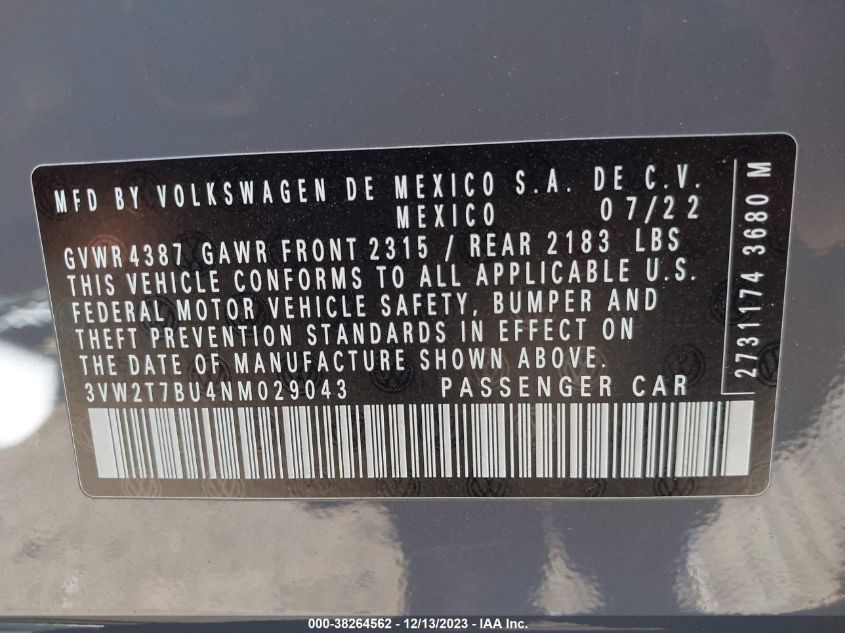 MFD BY VOLKSWAGEN DE MEXICO S.A. DE C.V.
MEXICO 07/22
GVWR 4387 GAWR FRONT 2315 / REAR 2183 LBS
THIS VEHICLE CONFORMS TO ALL APPLICABLE U.S.
FEDERAL MOTOR VEHICLE SAFETY, BUMPER AND
THEFT PREVENTION STANDARDS IN EFFECT ON
THE DATE OF MANUFACTURE SHOWN ABOVE.
3VW2T7BU4NM029043 PASSENGER CAR
2731174 3680 M
000-38264562 - 12/13/2023 - IAA Inc.